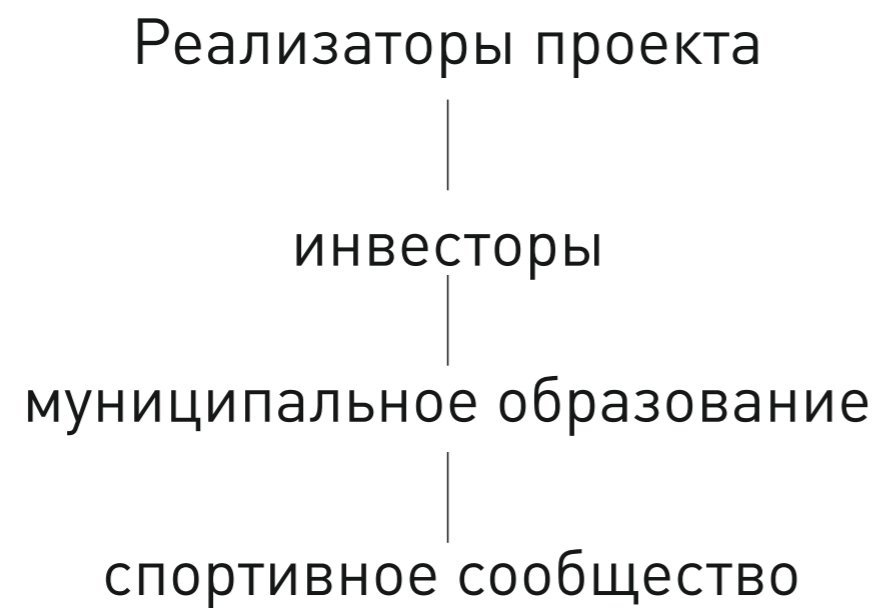 Реализаторы проекта
инвесторы
муниципальное образование
спортивное сообщество